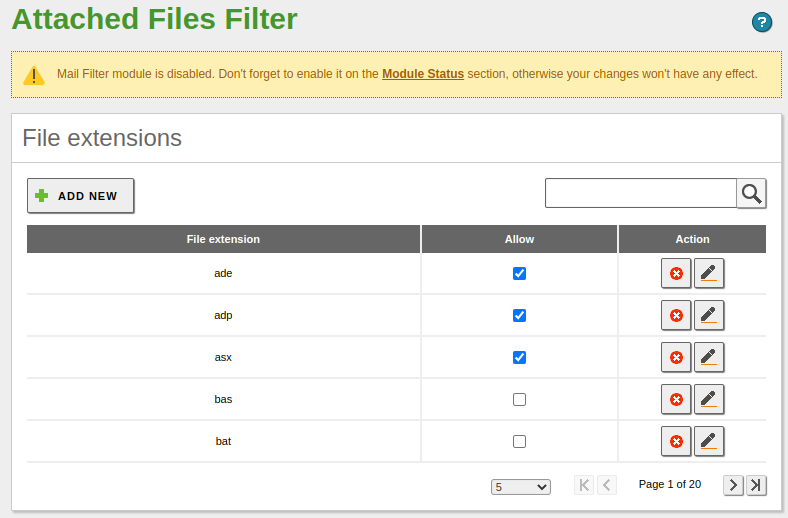 Attached Files Filter
?
Mail Filter module is disabled. Don't forget to enable it on the Module Status section, otherwise your changes won't have any effect.
File extensions
ADD NEW
File extension Allow Action
ade
adp
asx
bas
bat
5 Page 1 of 20